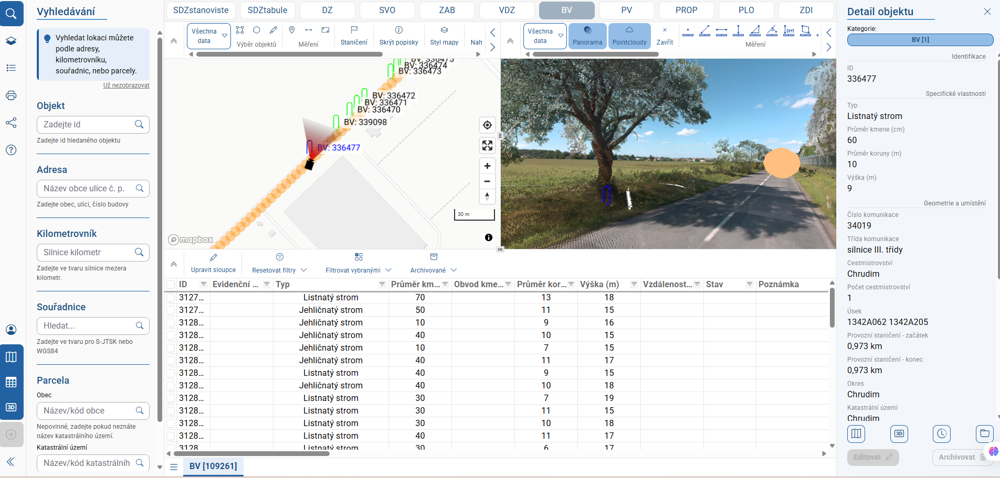 Vyhledávání
Vyhledat lokaci můžete
podle adresy,
kilometrovníku,
souřadnic, nebo parcely.
Už nezobrazovat
Objekt
Zadejte id
Zadejte id hledaného objektu
Adresa
Název obce ulice č. p.
Zadejte obec, ulici, číslo budovy
Kilometrovník
Silnice kilometr
Zadejte ve tvaru silnice mezera
kilometr.
Souřadnice
Hledat...
Zadejte ve tvaru pro S-JTSK nebo
WGS84
Parcela
Obec
Název/kód obce
Nepovinné, zadejte pokud neznáte
název katastrálního území.
Katastrální území
Název/kód katastrálníh
3D
SDZstanoviste SDZtabule DZ SVO ZAB VDZ BV PV PROP PLO ZDI
Všechna
data
Výběr objektů
Měření
Staničení
Skrýt popisky
Styl mapy
Nah
Všechna
data
Panorama
Pointcloudy
Zavřít
DMT
Měření
BV: 336475
BV: 336474
BV: 336473
BV: 336472
BV: 336471
BV: 336470
BV: 339098
BV: 336477
30 m
mapbox
Upravit sloupce
Resetovat filtry
Filtrovat vybranými
Archivované
ID Evidenční ... Typ Průměr km... Obvod kme... Průměr kor... Výška (m) Vzdálenost... Stav Poznámka
3127... Listnatý strom 70 13 18
3127... Jehličnatý strom 50 11 15
3128... Jehličnatý strom 10 9 16
3128... Jehličnatý strom 40 10 15
3128... Jehličnatý strom 10 7 15
3128... Jehličnatý strom 40 11 17
3128... Listnatý strom 40 9 15
3128... Jehličnatý strom 40 10 18
3128... Listnatý strom 30 7 19
3128... Listnatý strom 30 11 15
3128... Listnatý strom 30 10 18
3128... Listnatý strom 40 11 17
3128 Listnatý strom 30 6 17
BV [109261]
Detail objektu
Kategorie:
BV [1]
Identifikace
ID
336477
Specifické vlastnosti
Typ
Listnatý strom
Průměr kmene (cm)
60
Průměr koruny (m)
10
Výška (m)
9
Geometrie a umístění
Číslo komunikace
34019
Třída komunikace
silnice III. třídy
Cestmistrovství
Chrudim
Počet cestmistrovství
1
Úsek
1342A062 1342A205
Provozní staničení - začátek
0,973 km
Provozní staničení - konec
0,973 km
Okres
Chrudim
Katastrální území
Chrudim
3D
Editovat
Archivovat